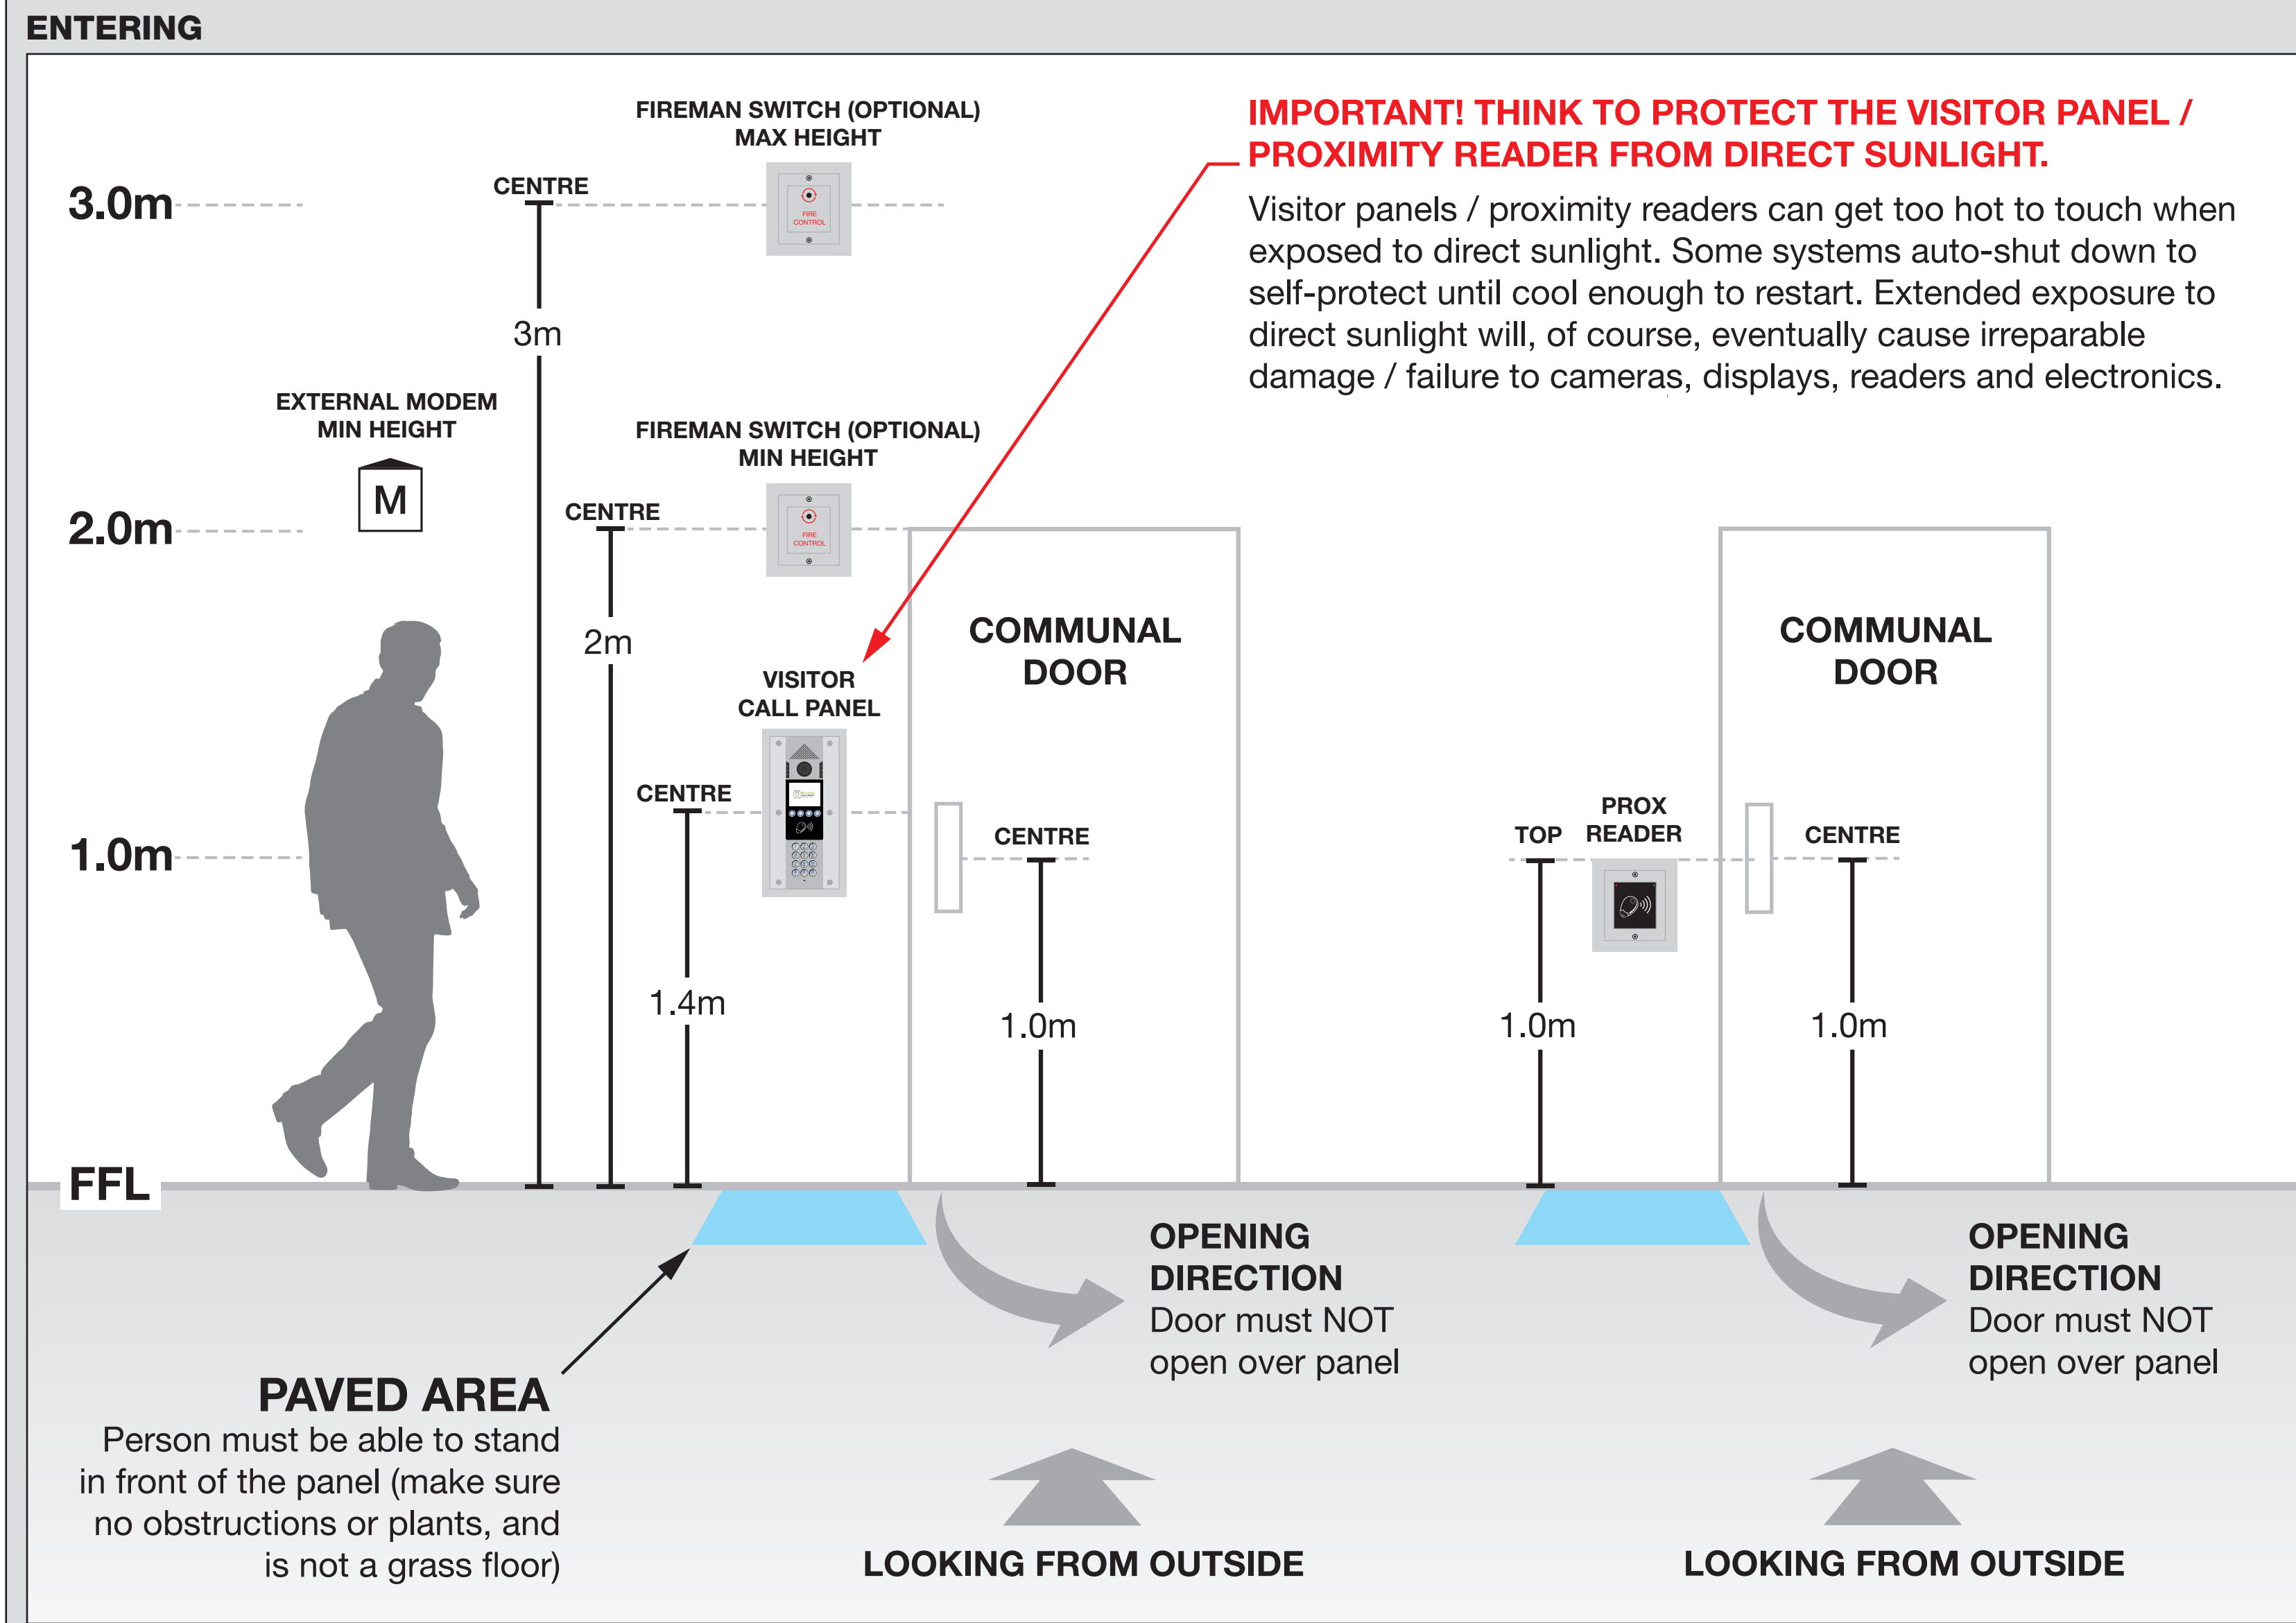 ENTERING
FIREMAN SWITCH (OPTIONAL)
MAX HEIGHT
IMPORTANT! THINK TO PROTECT THE VISITOR PANEL /
PROXIMITY READER FROM DIRECT SUNLIGHT.
Visitor panels / proximity readers can get too hot to touch when
exposed to direct sunlight. Some systems auto-shut down to
self-protect until cool enough to restart. Extended exposure to
direct sunlight will, of course, eventually cause irreparable
damage / failure to cameras, displays, readers and electronics.
3.0m
CENTRE
FIRE
CONTROL
3m
EXTERNAL MODEM
MIN HEIGHT
M
FIREMAN SWITCH (OPTIONAL)
MIN HEIGHT
2.0m
CENTRE
FIRE
CONTROL
2m
COMMUNAL
DOOR
COMMUNAL
DOOR
VISITOR
CALL PANEL
CENTRE
1.0m
CENTRE
TOP
PROX
READER
CENTRE
1.4m
1.0m
1.0m
1.0m
FFL
OPENING
DIRECTION
Door must NOT
open over panel
OPENING
DIRECTION
Door must NOT
open over panel
PAVED AREA
Person must be able to stand
in front of the panel (make sure
no obstructions or plants, and
is not a grass floor)
LOOKING FROM OUTSIDE
LOOKING FROM OUTSIDE